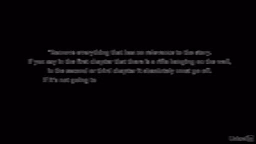 "Remove everything that has no relevance to the story.
If you say in the first chapter that there is a rifle hanging on the wall,
in the second or third chapter it absolutely must go off.
If it's not going to